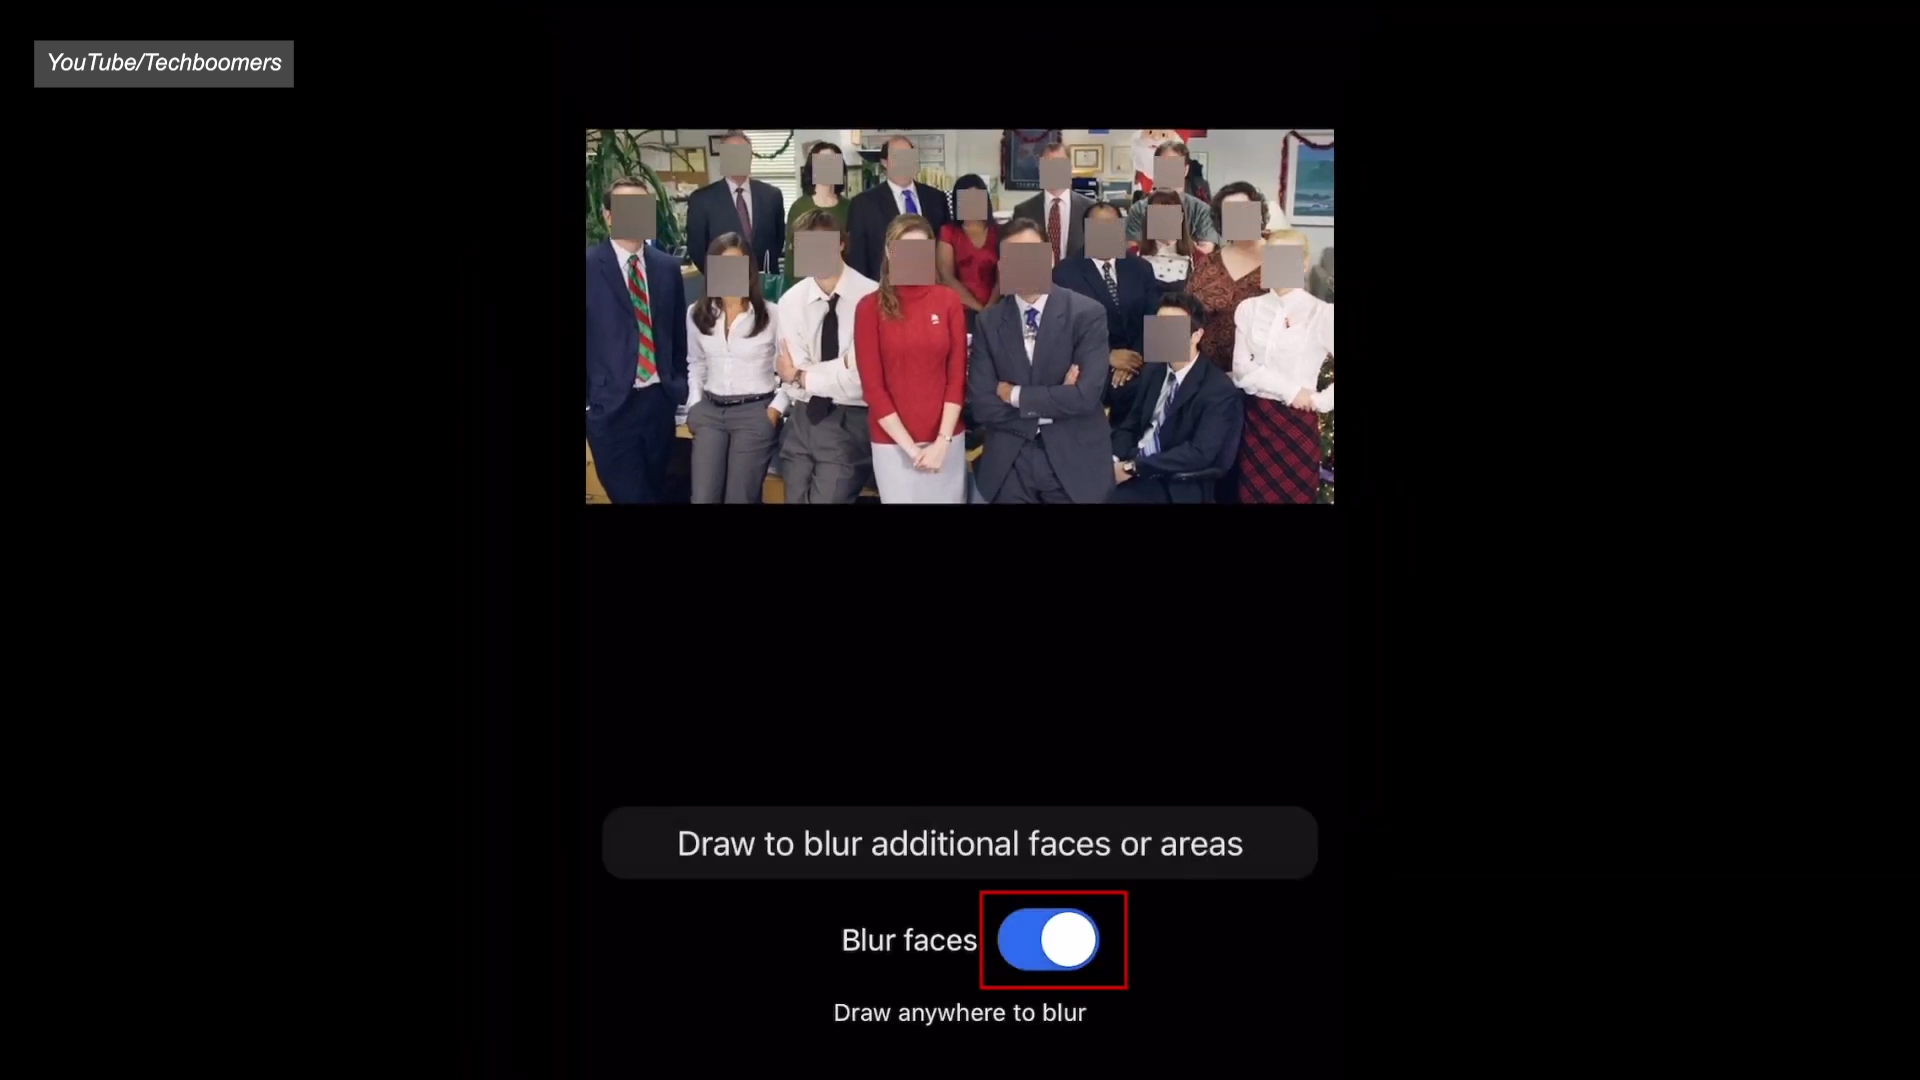 YouTube/Techboomers
Draw to blur additional faces or areas
Blur faces
Draw anywhere to blur